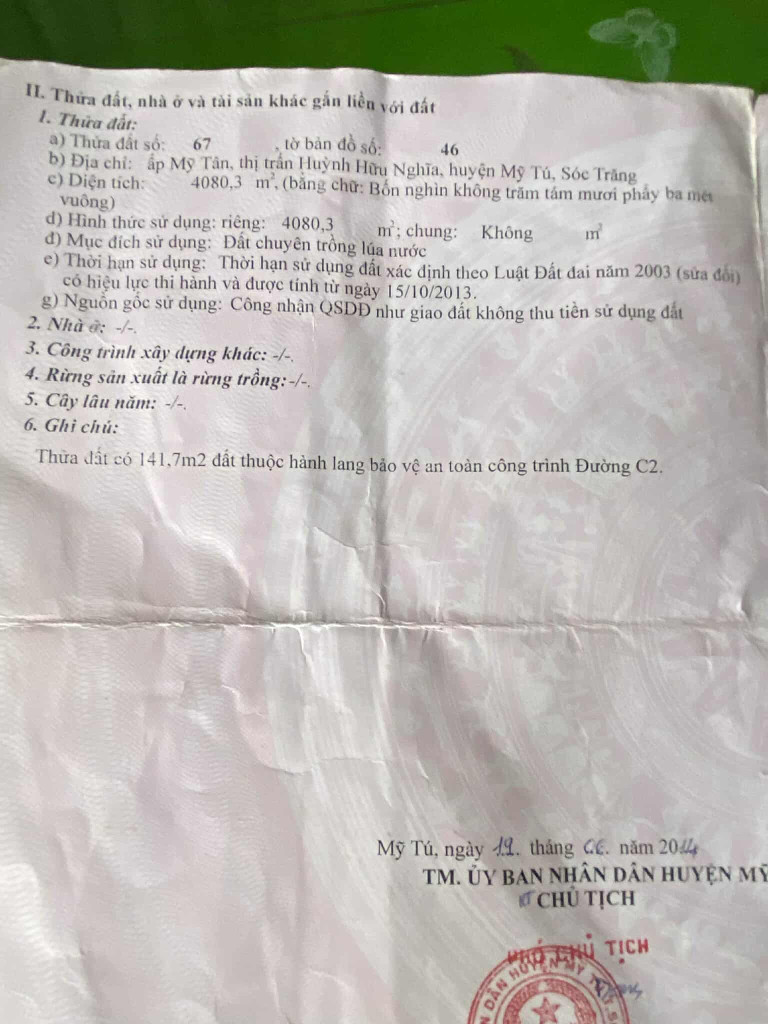 II. Thửa đất, nhà ở và tài sản khác gắn liền với đất
1. Thửa đất:
a) Thửa đất số: 67 , tờ bản đồ số: 46
b) Địa chỉ: ấp Mỹ Tân, thị trấn Huỳnh Hữu Nghĩa, huyện Mỹ Tú, Sóc Trăng
c) Diện tích: 4080,3 m², (bằng chữ: Bốn nghìn không trăm tám mươi phẩy ba mét
vuông)
d) Hình thức sử dụng: riêng: 4080,3 m²; chung: Không m²
đ) Mục đích sử dụng: Đất chuyên trồng lúa nước
e) Thời hạn sử dụng: Thời hạn sử dụng đất xác định theo Luật Đất đai năm 2003 (sửa đổi)
có hiệu lực thi hành và được tính từ ngày 15/10/2013.
g) Nguồn gốc sử dụng: Công nhận QSDĐ như giao đất không thu tiền sử dụng đất
2. Nhà ở: -/-.
3. Công trình xây dựng khác: -/-.
4. Rừng sản xuất là rừng trồng: -/-.
5. Cây lâu năm: -/-.
6. Ghi chú:
Thửa đất có 141,7m2 đất thuộc hành lang bảo vệ an toàn công trình Đường C2.
Mỹ Tú, ngày 19. tháng 06. năm 2014
TM. ỦY BAN NHÂN DÂN HUYỆN MỸ
KT CHỦ TỊCH
PHÓ CHỦ TỊCH
DÂN HUYỆN MỸ